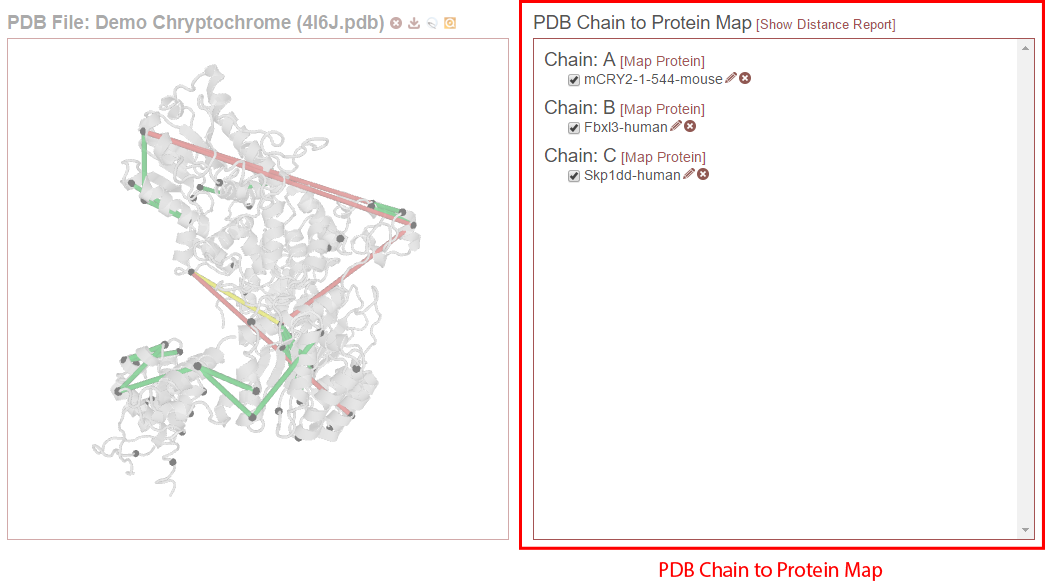 PDB File: Demo Chryptochrome (4I6J.pdb)
PDB Chain to Protein Map [Show Distance Report]
Chain: A [Map Protein]
mCRY2-1-544-mouse
Chain: B [Map Protein]
Fbxl3-human
Chain: C [Map Protein]
Skp1dd-human
PDB Chain to Protein Map